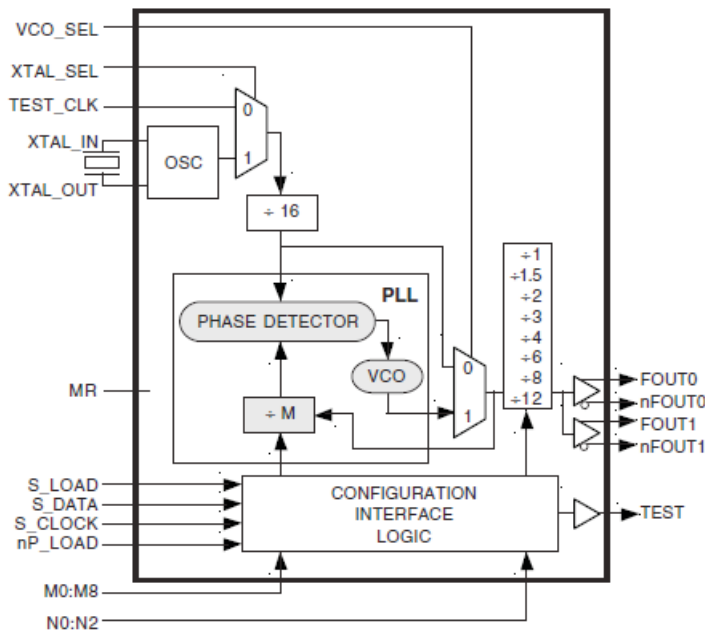 VCO_SEL
XTAL_SEL
TEST_CLK
XTAL_IN
XTAL_OUT
OSC
0
1
÷ 16
PLL
PHASE DETECTOR
VCO
÷ M
0
1
÷1
÷1.5
÷2
÷3
÷4
÷6
÷8
÷12
FOUT0
nFOUT0
FOUT1
nFOUT1
MR
S_LOAD
S_DATA
S_CLOCK
nP_LOAD
CONFIGURATION
INTERFACE
LOGIC
TEST
M0:M8
N0:N2